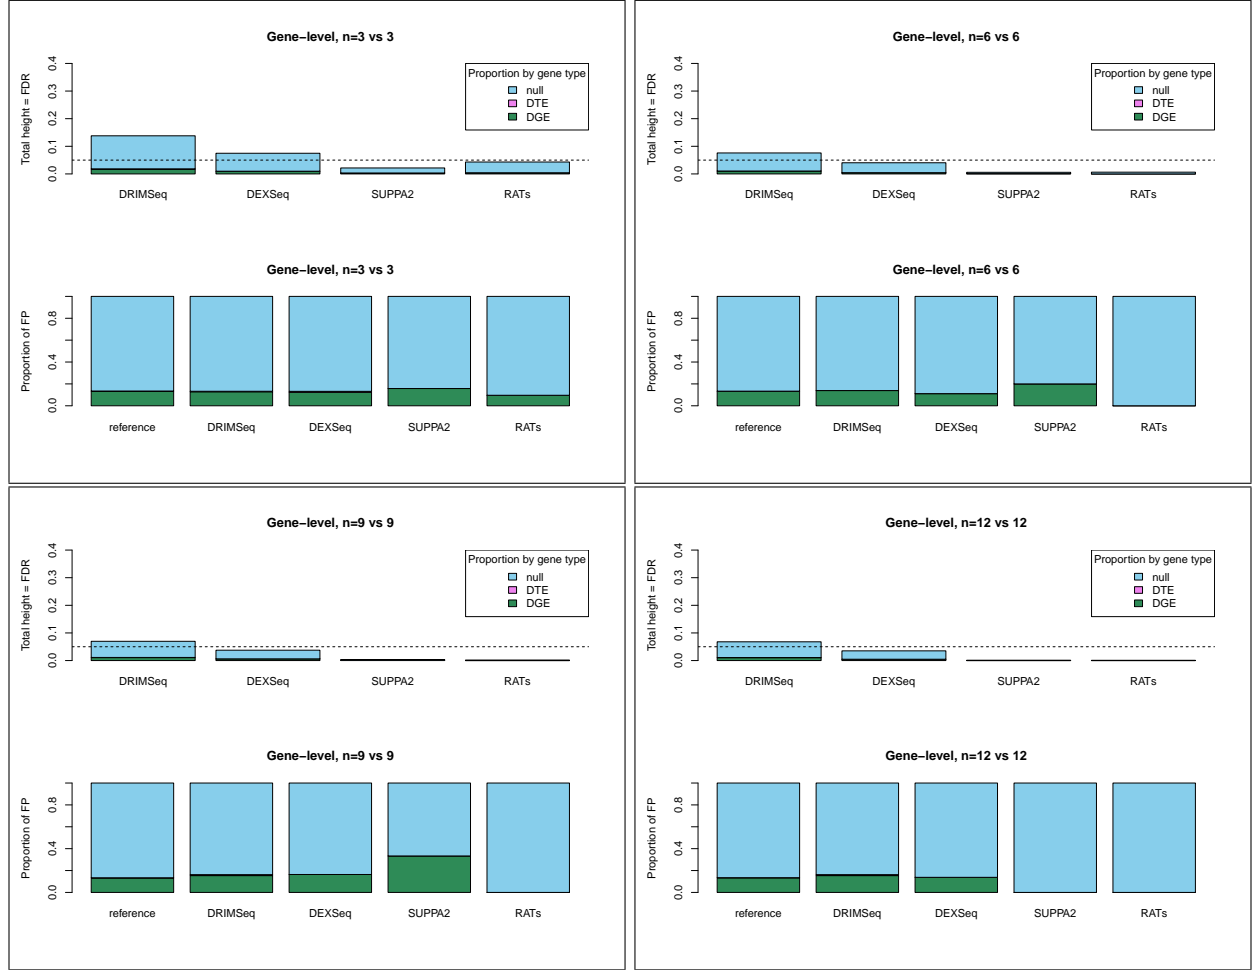 Gene−level, n=3 vs 3
Total height = FDR
0.4
0.3
0.2
0.1
0.0
Proportion by gene type
null
DTE
DGE
DRIMSeq DEXSeq SUPPA2 RATs
Gene−level, n=3 vs 3
Proportion of FP
0.8
0.4
0.0
reference DRIMSeq DEXSeq SUPPA2 RATs
Gene−level, n=6 vs 6
Total height = FDR
0.4
0.3
0.2
0.1
0.0
Proportion by gene type
null
DTE
DGE
DRIMSeq DEXSeq SUPPA2 RATs
Gene−level, n=6 vs 6
Proportion of FP
0.8
0.4
0.0
reference DRIMSeq DEXSeq SUPPA2 RATs
Gene−level, n=9 vs 9
Total height = FDR
0.4
0.3
0.2
0.1
0.0
Proportion by gene type
null
DTE
DGE
DRIMSeq DEXSeq SUPPA2 RATs
Gene−level, n=9 vs 9
Proportion of FP
0.8
0.4
0.0
reference DRIMSeq DEXSeq SUPPA2 RATs
Gene−level, n=12 vs 12
Total height = FDR
0.4
0.3
0.2
0.1
0.0
Proportion by gene type
null
DTE
DGE
DRIMSeq DEXSeq SUPPA2 RATs
Gene−level, n=12 vs 12
Proportion of FP
0.8
0.4
0.0
reference DRIMSeq DEXSeq SUPPA2 RATs